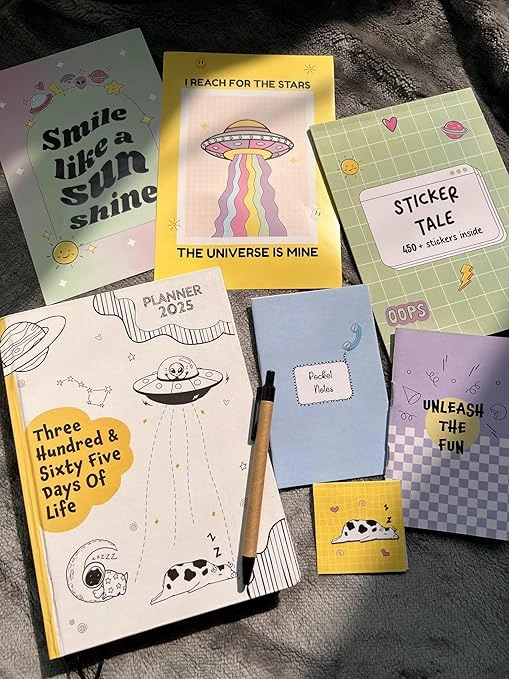 Smile
like a
sun
shine
I REACH FOR THE STARS
THE UNIVERSE IS MINE
STICKER
TALE
450+ stickers inside
OOPS
PLANNER
2025
Three
Hundred &
Sixty Five
Days Of
Life
zzzz
z
z
z
Pocket
Notes
UNLEASH
THE
FUN
z
z
z